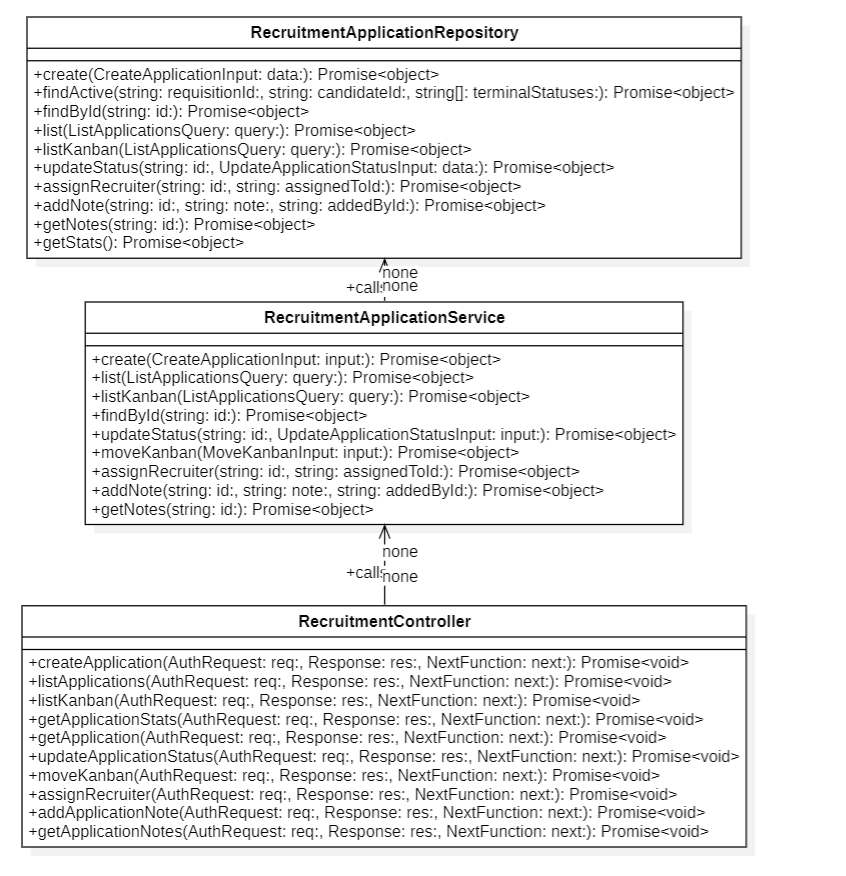 RecruitmentApplicationRepository
+create(CreateApplicationInput: data:): Promise<object>
+findActive(string: requisitionId:, string: candidateId:, string[]: terminalStatuses:): Promise<object>
+findById(string: id:): Promise<object>
+list(ListApplicationsQuery: query:): Promise<object>
+listKanban(ListApplicationsQuery: query:): Promise<object>
+updateStatus(string: id:, UpdateApplicationStatusInput: data:): Promise<object>
+assignRecruiter(string: id:, string: assignedToId:): Promise<object>
+addNote(string: id:, string: note:, string: addedById:): Promise<object>
+getNotes(string: id:): Promise<object>
+getStats(): Promise<object>
none
+calls none
RecruitmentApplicationService
+create(CreateApplicationInput: input:): Promise<object>
+list(ListApplicationsQuery: query:): Promise<object>
+listKanban(ListApplicationsQuery: query:): Promise<object>
+findById(string: id:): Promise<object>
+updateStatus(string: id:, UpdateApplicationStatusInput: input:): Promise<object>
+moveKanban(MoveKanbanInput: input:): Promise<object>
+assignRecruiter(string: id:, string: assignedToId:): Promise<object>
+addNote(string: id:, string: note:, string: addedById:): Promise<object>
+getNotes(string: id:): Promise<object>
none
+calls none
RecruitmentController
+createApplication(AuthRequest: req:, Response: res:, NextFunction: next:): Promise<void>
+listApplications(AuthRequest: req:, Response: res:, NextFunction: next:): Promise<void>
+listKanban(AuthRequest: req:, Response: res:, NextFunction: next:): Promise<void>
+getApplicationStats(AuthRequest: req:, Response: res:, NextFunction: next:): Promise<void>
+getApplication(AuthRequest: req:, Response: res:, NextFunction: next:): Promise<void>
+updateApplicationStatus(AuthRequest: req:, Response: res:, NextFunction: next:): Promise<void>
+moveKanban(AuthRequest: req:, Response: res:, NextFunction: next:): Promise<void>
+assignRecruiter(AuthRequest: req:, Response: res:, NextFunction: next:): Promise<void>
+addApplicationNote(AuthRequest: req:, Response: res:, NextFunction: next:): Promise<void>
+getApplicationNotes(AuthRequest: req:, Response: res:, NextFunction: next:): Promise<void>